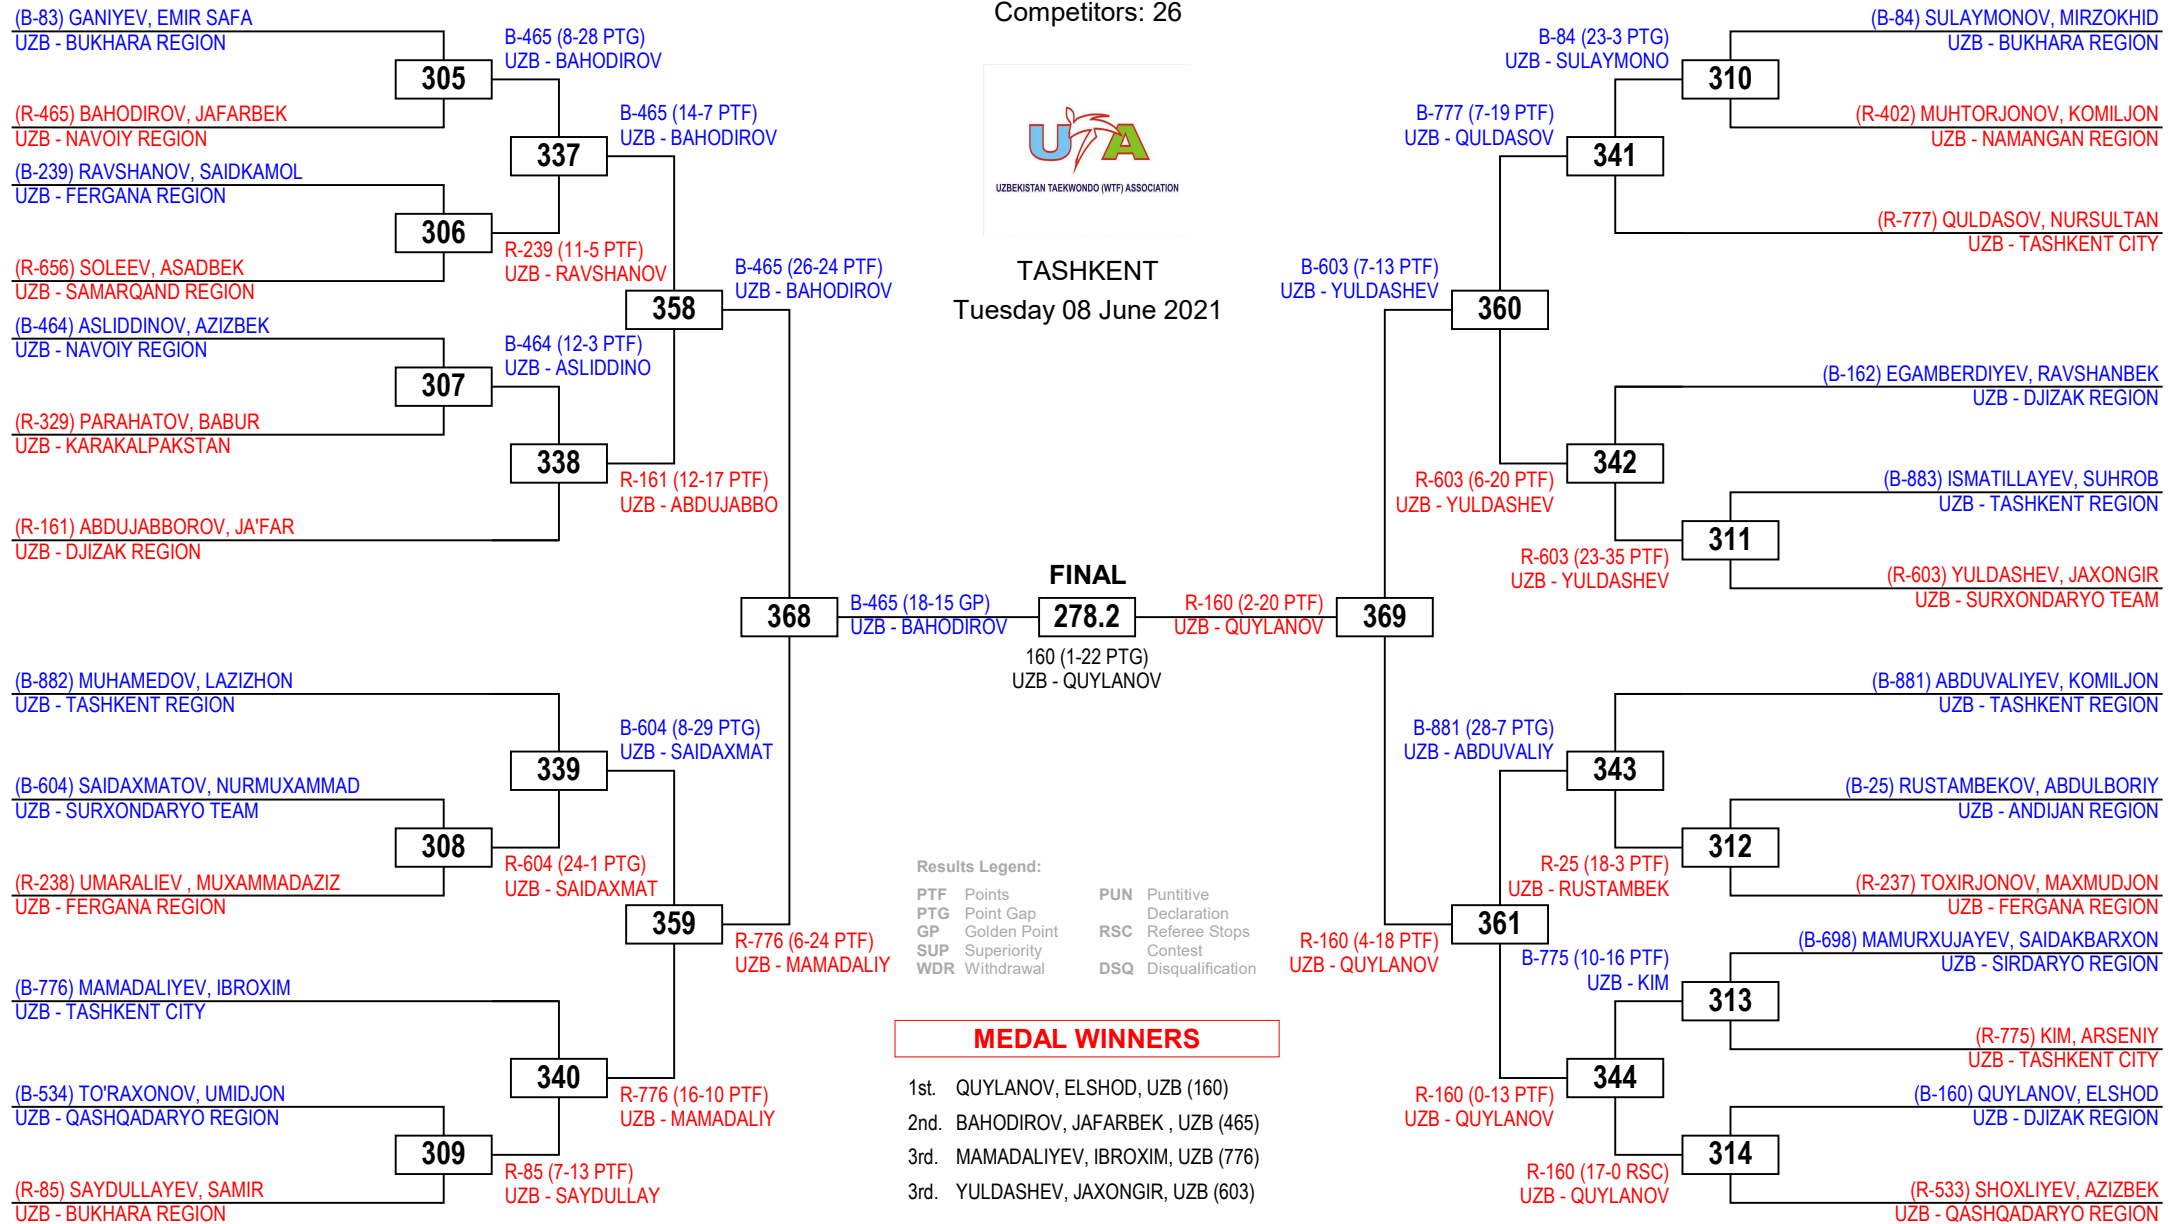 Competitors: 26
UTA
UZBEKISTAN TAEKWONDO (WTF) ASSOCIATION
TASHKENT
Tuesday 08 June 2021
(B-83) GANIYEV, EMIR SAFA
UZB - BUKHARA REGION
305
(R-465) BAHODIROV, JAFARBEK
UZB - NAVOIY REGION
(B-239) RAVSHANOV, SAIDKAMOL
UZB - FERGANA REGION
306
(R-656) SOLEEV, ASADBEK
UZB - SAMARQAND REGION
(B-464) ASLIDDINOV, AZIZBEK
UZB - NAVOIY REGION
307
(R-329) PARAHATOV, BABUR
UZB - KARAKALPAKSTAN
(R-161) ABDUJABBOROV, JA'FAR
UZB - DJIZAK REGION
(B-882) MUHAMEDOV, LAZIZHON
UZB - TASHKENT REGION
(B-604) SAIDAXMATOV, NURMUXAMMAD
UZB - SURXONDARYO TEAM
308
(R-238) UMARALIEV , MUXAMMADAZIZ
UZB - FERGANA REGION
(B-776) MAMADALIYEV, IBROXIM
UZB - TASHKENT CITY
(B-534) TO'RAXONOV, UMIDJON
UZB - QASHQADARYO REGION
309
(R-85) SAYDULLAYEV, SAMIR
UZB - BUKHARA REGION
B-465 (8-28 PTG)
UZB - BAHODIROV
337
R-239 (11-5 PTF)
UZB - RAVSHANOV
B-464 (12-3 PTF)
UZB - ASLIDDINO
338
B-604 (8-29 PTG)
UZB - SAIDAXMAT
339
R-604 (24-1 PTG)
UZB - SAIDAXMAT
340
R-85 (7-13 PTF)
UZB - SAYDULLAY
B-465 (14-7 PTF)
UZB - BAHODIROV
358
R-161 (12-17 PTF)
UZB - ABDUJABBO
359
R-776 (16-10 PTF)
UZB - MAMADALIY
B-465 (26-24 PTF)
UZB - BAHODIROV
368
R-776 (6-24 PTF)
UZB - MAMADALIY
B-465 (18-15 GP)
UZB - BAHODIROV
FINAL
278.2
160 (1-22 PTG)
UZB - QUYLANOV
R-160 (2-20 PTF)
UZB - QUYLANOV
369
B-603 (7-13 PTF)
UZB - YULDASHEV
360
R-160 (4-18 PTF)
UZB - QUYLANOV
361
B-777 (7-19 PTF)
UZB - QULDASOV
341
R-603 (6-20 PTF)
UZB - YULDASHEV
342
B-881 (28-7 PTG)
UZB - ABDUVALIY
343
R-160 (0-13 PTF)
UZB - QUYLANOV
344
B-84 (23-3 PTG)
UZB - SULAYMONO
310
R-603 (23-35 PTF)
UZB - YULDASHEV
311
R-25 (18-3 PTF)
UZB - RUSTAMBEK
312
B-775 (10-16 PTF)
UZB - KIM
313
R-160 (17-0 RSC)
UZB - QUYLANOV
314
(B-84) SULAYMONOV, MIRZOKHID
UZB - BUKHARA REGION
(R-402) MUHTORJONOV, KOMILJON
UZB - NAMANGAN REGION
(R-777) QULDASOV, NURSULTAN
UZB - TASHKENT CITY
(B-162) EGAMBERDIYEV, RAVSHANBEK
UZB - DJIZAK REGION
(B-883) ISMATILLAYEV, SUHROB
UZB - TASHKENT REGION
(R-603) YULDASHEV, JAXONGIR
UZB - SURXONDARYO TEAM
(B-881) ABDUVALIYEV, KOMILJON
UZB - TASHKENT REGION
(B-25) RUSTAMBEKOV, ABDULBORIY
UZB - ANDIJAN REGION
(R-237) TOXIRJONOV, MAXMUDJON
UZB - FERGANA REGION
(B-698) MAMURXUJAYEV, SAIDAKBARXON
UZB - SIRDARYO REGION
(R-775) KIM, ARSENIY
UZB - TASHKENT CITY
(B-160) QUYLANOV, ELSHOD
UZB - DJIZAK REGION
(R-533) SHOXLIYEV, AZIZBEK
UZB - QASHQADARYO REGION
Results Legend:
PTF Points
PTG Point Gap
GP Golden Point
SUP Superiority
WDR Withdrawal
PUN Puntitive
Declaration
RSC Referee Stops
Contest
DSQ Disqualification
MEDAL WINNERS
1st. QUYLANOV, ELSHOD, UZB (160)
2nd. BAHODIROV, JAFARBEK , UZB (465)
3rd. MAMADALIYEV, IBROXIM, UZB (776)
3rd. YULDASHEV, JAXONGIR, UZB (603)